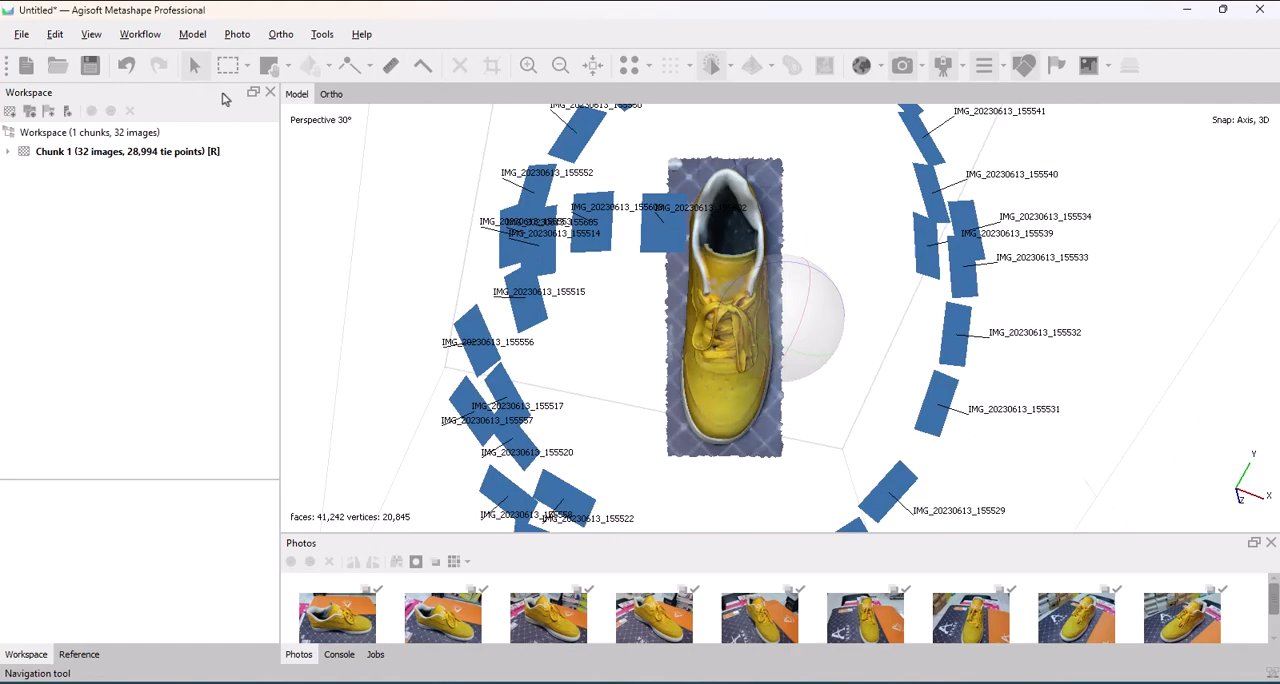 Untitled* — Agisoft Metashape Professional
File Edit View Workflow Model Photo Ortho Tools Help
Workspace
Model Ortho
Workspace (1 chunks, 32 images)
Chunk 1 (32 images, 28,994 tie points) [R]
Perspective 30°
Snap: Axis, 3D
IMG_20230613_155541
IMG_20230613_155552
IMG_20230613_155540
IMG_20230613_155534
IMG_20230613_155514
IMG_20230613_155539
IMG_20230613_155533
IMG_20230613_155515
IMG_20230613_155532
IMG_20230613_155556
IMG_20230613_155517
IMG_20230613_155531
IMG_20230613_155557
IMG_20230613_155520
IMG_20230613_155529
IMG_20230613_155522
faces: 41,242 vertices: 20,845
Y
X
Z
Photos
Workspace Reference
Photos Console Jobs
Navigation tool